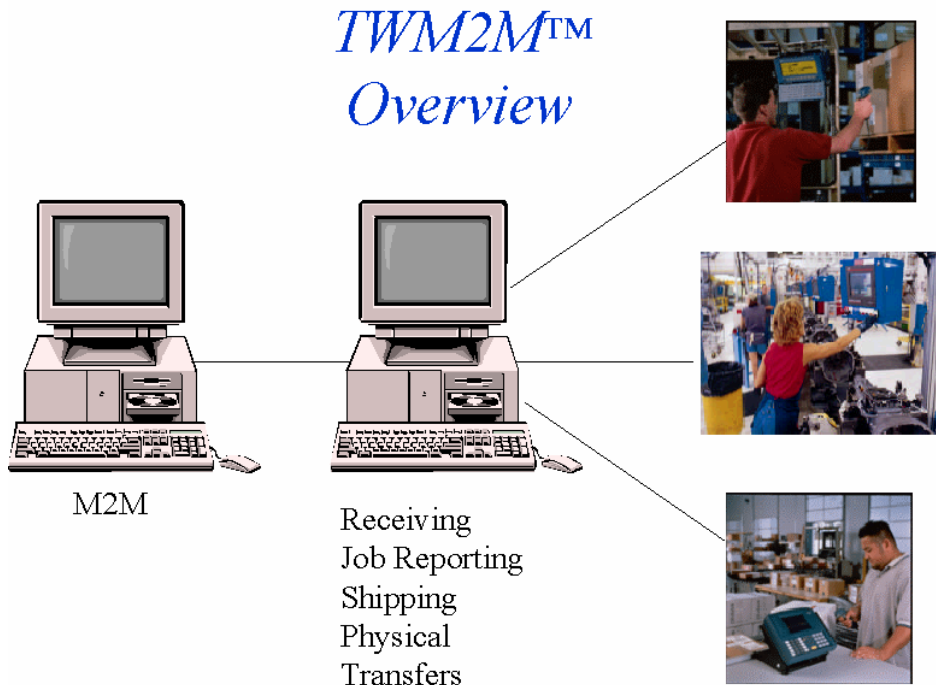 TWM2M™
Overview
M2M
Receiving
Job Reporting
Shipping
Physical
Transfers